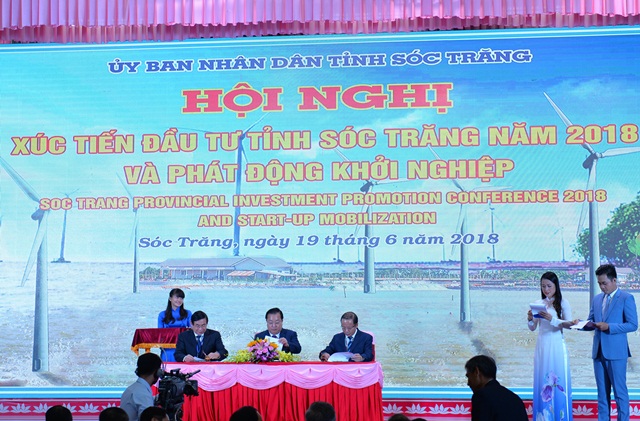 ỦY BAN NHÂN DÂN TỈNH SÓC TRĂNG
HỘI NGHỊ
XÚC TIẾN ĐẦU TƯ TỈNH SÓC TRĂNG NĂM 2018
VÀ PHÁT ĐỘNG KHỞI NGHIỆP
SOC TRANG PROVINCIAL INVESTMENT PROMOTION CONFERENCE 2018
AND START-UP MOBILIZATION
Sóc Trăng, ngày 19 tháng 6 năm 2018